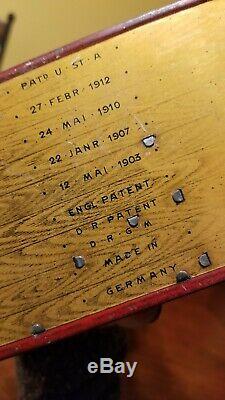 PATD U·ST·A
27·FEBR·1912
24·MAI·1910
22·JANR·1907
12·MAI·1903
ENGL·PATENT.
D·R·PATENT
D·R·G·M
MADE IN
GERMANY